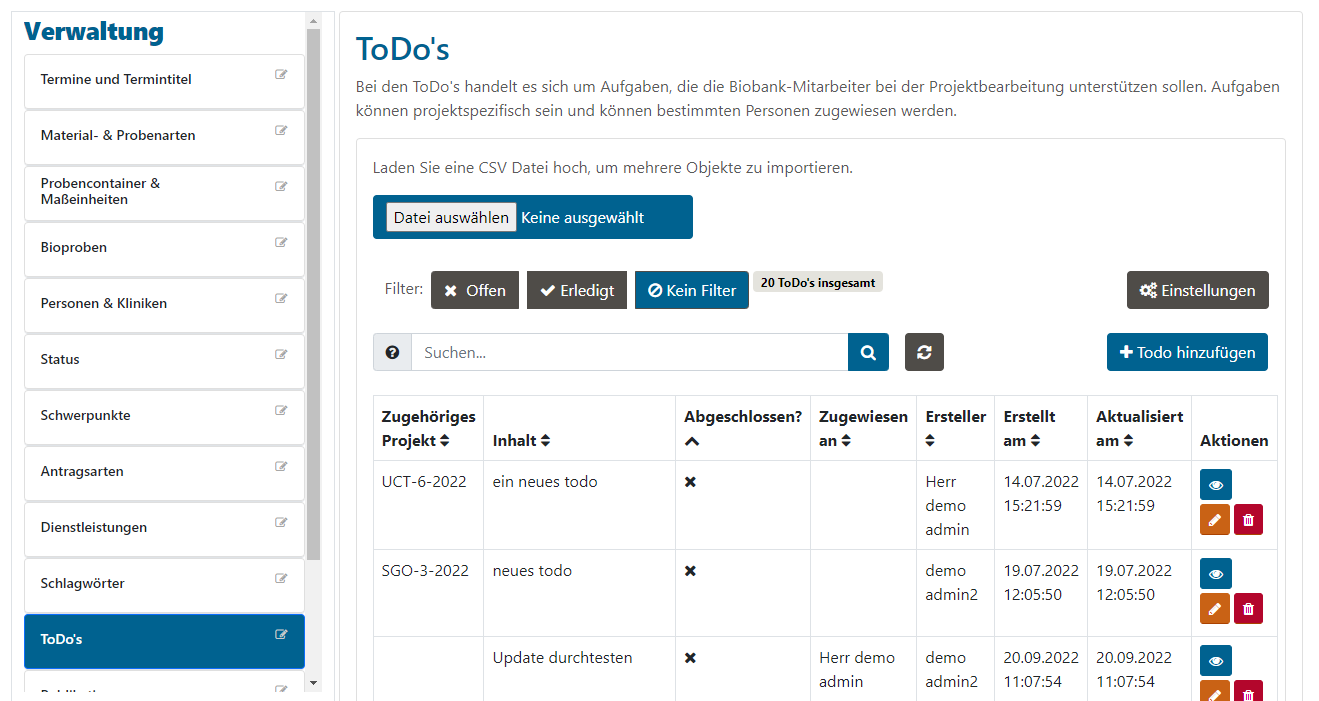 Verwaltung
Termine und Termintitel
Material- & Probenarten
Probencontainer &
Maßeinheiten
Bioproben
Personen & Kliniken
Status
Schwerpunkte
Antragsarten
Dienstleistungen
Schlagwörter
ToDo's
ToDo's
Bei den ToDo's handelt es sich um Aufgaben, die die Biobank-Mitarbeiter bei der Projektbearbeitung unterstützen sollen. Aufgaben
können projektspezifisch sein und können bestimmten Personen zugewiesen werden.
Laden Sie eine CSV Datei hoch, um mehrere Objekte zu importieren.
Datei auswählen Keine ausgewählt
Filter: Offen Erledigt Kein Filter 20 ToDo's insgesamt Einstellungen
Suchen... Todo hinzufügen
Zugehöriges Abgeschlossen? Zugewiesen Ersteller Erstellt Aktualisiert
Projekt Inhalt an am am Aktionen
UCT-6-2022 ein neues todo Herr 14.07.2022 14.07.2022
demo 15:21:59 15:21:59
admin
SGO-3-2022 neues todo demo 19.07.2022 19.07.2022
admin2 12:05:50 12:05:50
Update durchtesten Herr demo demo 20.09.2022 20.09.2022
admin admin2 11:07:54 11:07:54